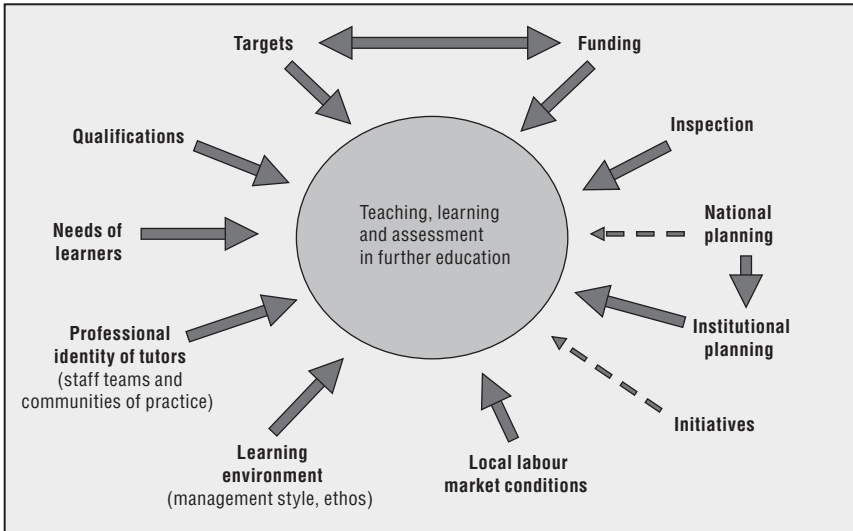 Targets
Funding
Qualifications
Inspection
Teaching, learning
and assessment
in further education
Needs of
learners
National
planning
Professional
identity of tutors
(staff teams and
communities of practice)
Institutional
planning
Learning
environment
(management style, ethos)
Local labour
market conditions
Initiatives